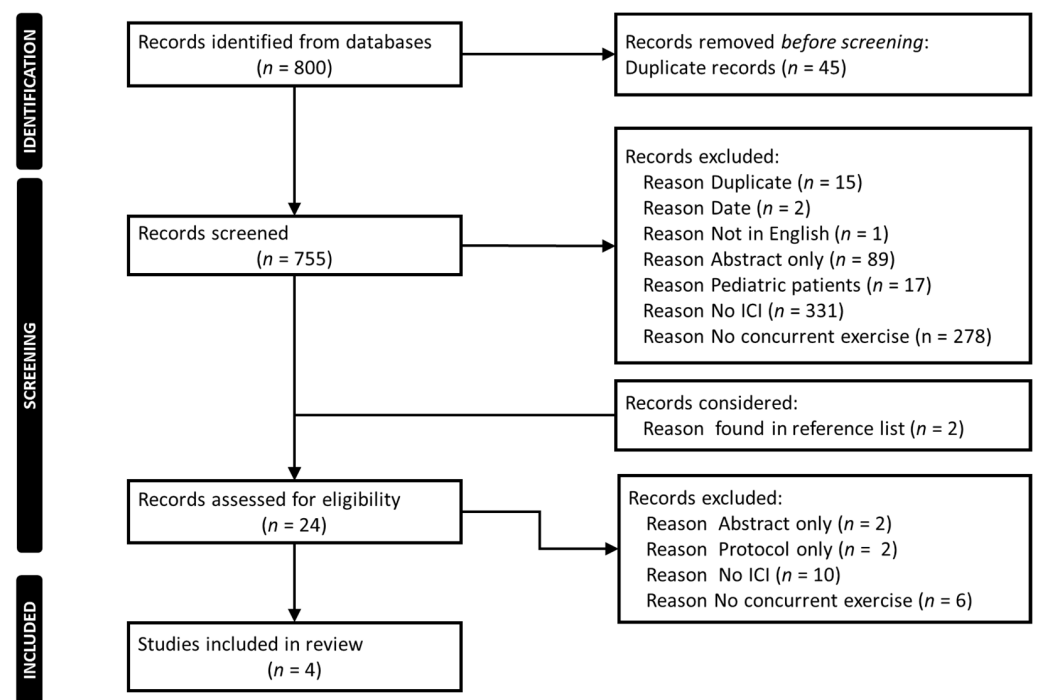 IDENTIFICATION
Records identified from databases
(n = 800)
Records removed before screening:
Duplicate records (n = 45)
SCREENING
Records screened
(n = 755)
Records excluded:
Reason Duplicate (n = 15)
Reason Date (n = 2)
Reason Not in English (n = 1)
Reason Abstract only (n = 89)
Reason Pediatric patients (n = 17)
Reason No ICI (n = 331)
Reason No concurrent exercise (n = 278)
Records considered:
Reason found in reference list (n = 2)
Records assessed for eligibility
(n = 24)
Records excluded:
Reason Abstract only (n = 2)
Reason Protocol only (n = 2)
Reason No ICI (n = 10)
Reason No concurrent exercise (n = 6)
INCLUDED
Studies included in review
(n = 4)